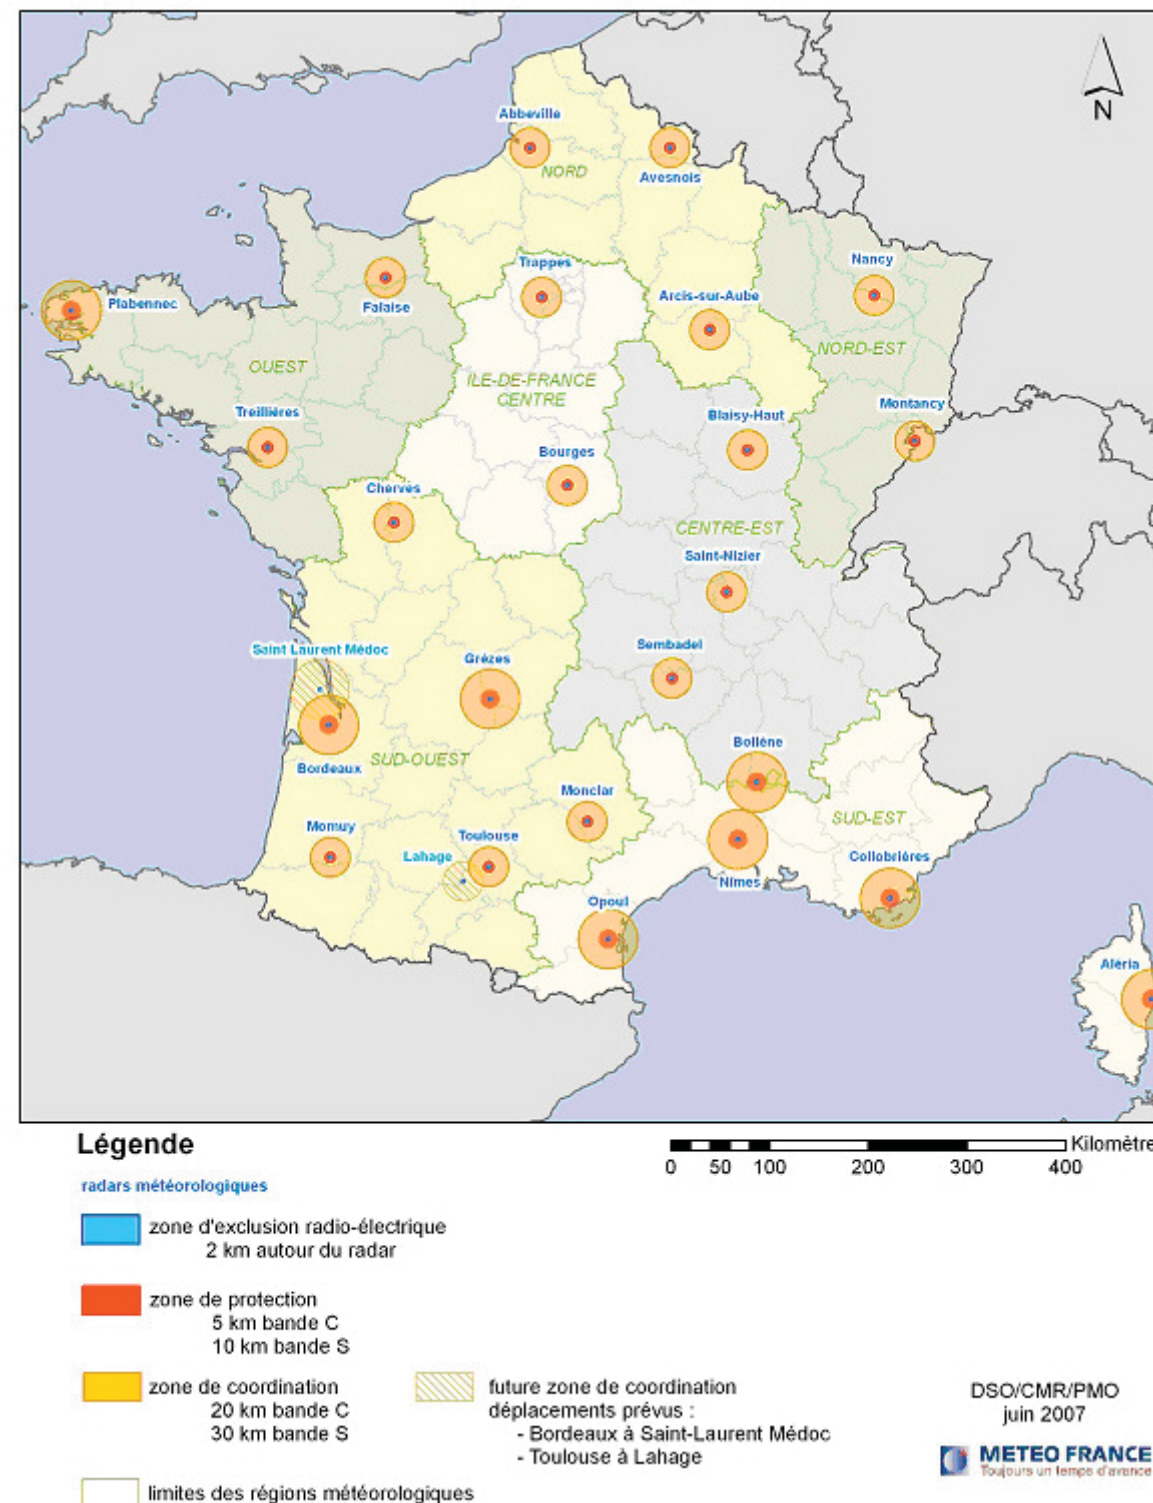 N
Abbeville
NORD
Avesnois
Trappes
Nancy
Arcis-sur-Aube
Plabennec
Falaise
NORD-EST
OUEST
ILE-DE-FRANCE
CENTRE
Treillières
Blaisy-Haut
Montancy
Bourges
Cherves
CENTRE-EST
Saint-Nizier
Saint Laurent Médoc
Sembadel
Grèzes
Bollène
Bordeaux
SUD-OUEST
Monclar
SUD-EST
Momuy
Toulouse
Lahage
Collobrières
Nîmes
Opoul
Aléria
Légende
Kilomètre
0 50 100 200 300 400
radars météorologiques
zone d'exclusion radio-électrique
2 km autour du radar
zone de protection
5 km bande C
10 km bande S
zone de coordination
20 km bande C
30 km bande S
future zone de coordination
déplacements prévus :
- Bordeaux à Saint-Laurent Médoc
- Toulouse à Lahage
DSO/CMR/PMO
juin 2007
METEO FRANCE
Toujours un temps d'avance
limites des régions météorologiques